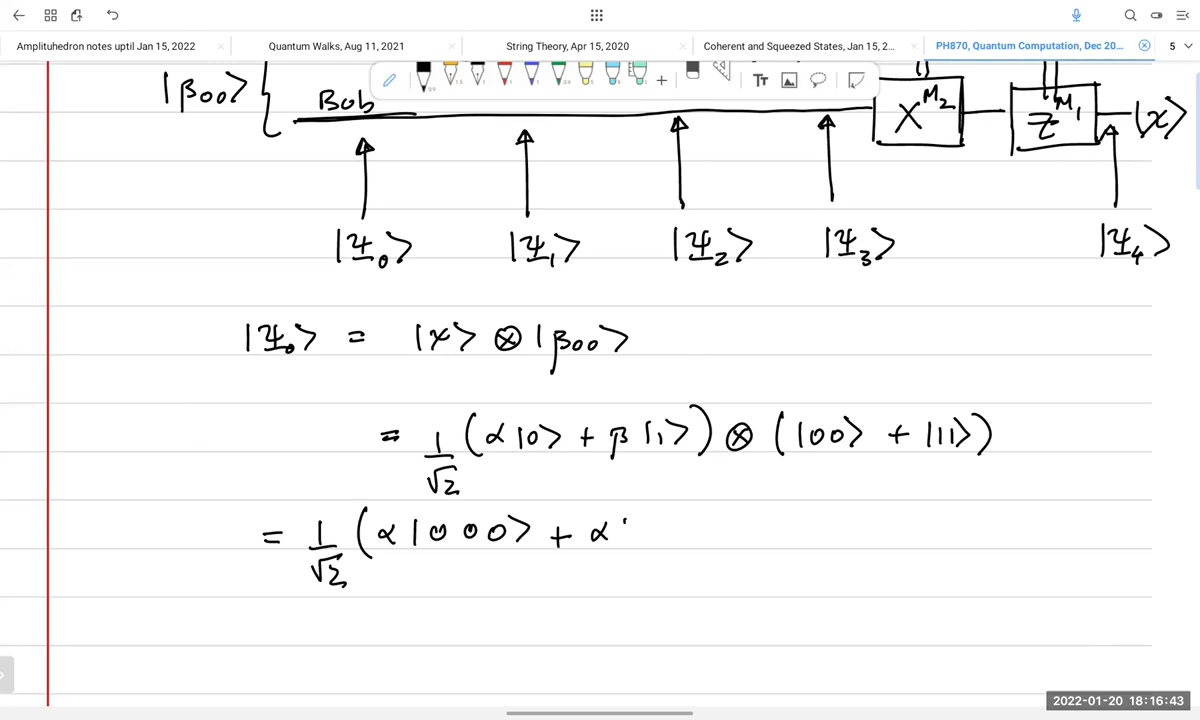 Amplituhedron notes uptil Jan 15, 2022 Quantum Walks, Aug 11, 2021 String Theory, Apr 15, 2020 Coherent and Squeezed States, Jan 15, 2... PH870, Quantum Computation, Dec 20... 5
Tт
|β00⟩ { Bob X^M2 Z^M1 |χ⟩
|Ψ0⟩ |Ψ1⟩ |Ψ2⟩ |Ψ3⟩ |Ψ4⟩
|Ψ0⟩ = |χ⟩ ⊗ |β00⟩
= 1/√2 (α|0⟩ + β|1⟩) ⊗ (|00⟩ + |11⟩)
= 1/√2 (α|000⟩ + α'
2022-01-20 18:16:43